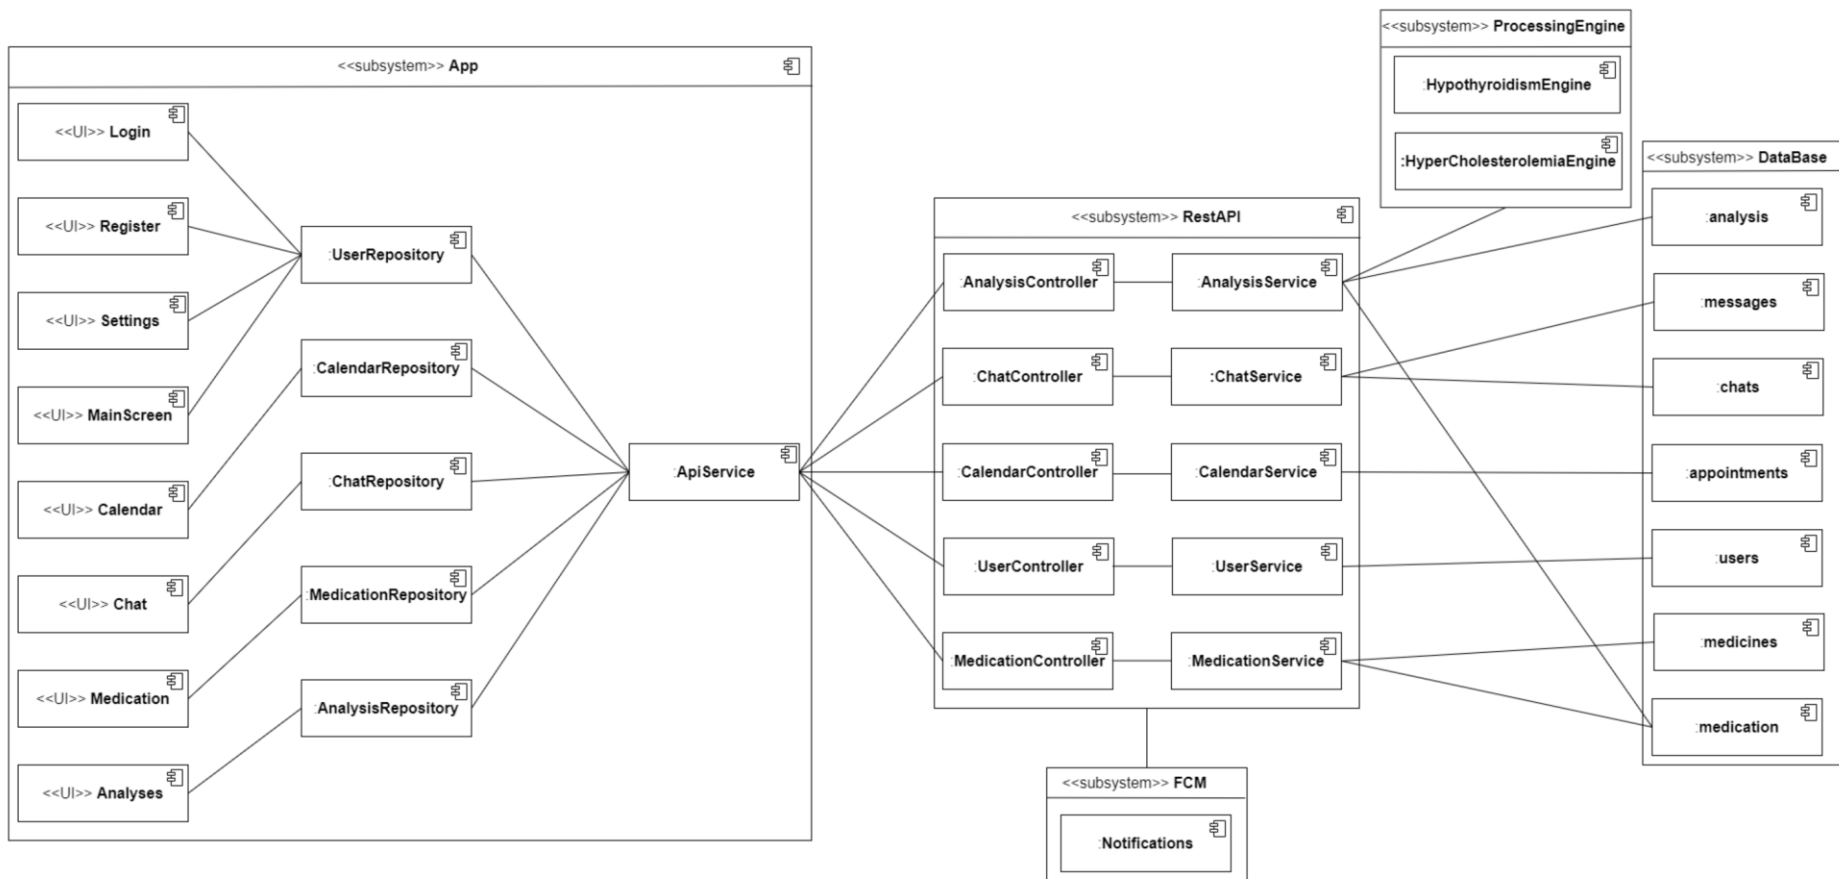 <<subsystem>> App
<<UI>> Login
<<UI>> Register
<<UI>> Settings
<<UI>> MainScreen
<<UI>> Calendar
<<UI>> Chat
<<UI>> Medication
<<UI>> Analyses
:UserRepository
:CalendarRepository
:ChatRepository
:MedicationRepository
:AnalysisRepository
:ApiService
<<subsystem>> RestAPI
:AnalysisController
:AnalysisService
:ChatController
:ChatService
:CalendarController
:CalendarService
:UserController
:UserService
:MedicationController
:MedicationService
<<subsystem>> FCM
:Notifications
<<subsystem>> ProcessingEngine
:HypothyroidismEngine
:HyperCholesterolemiaEngine
<<subsystem>> DataBase
:analysis
:messages
:chats
:appointments
:users
:medicines
:medication